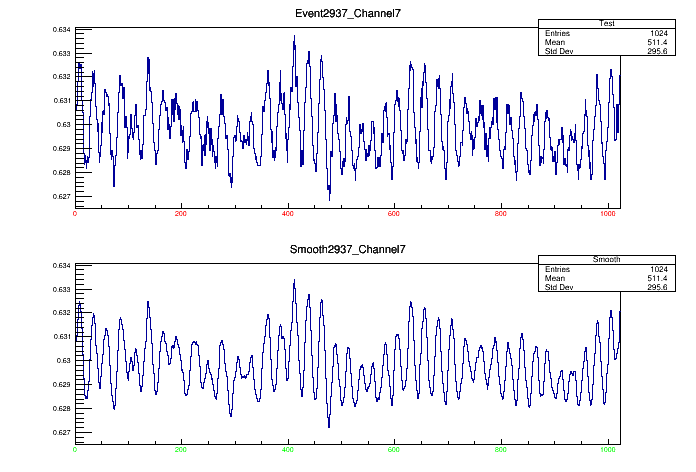 Event2937_Channel7
Test
Entries 1024
Mean 511.4
Std Dev 295.6
0.634
0.633
0.632
0.631
0.63
0.629
0.628
0.627
0 200 400 600 800 1000
Smooth2937_Channel7
Smooth
Entries 1024
Mean 511.4
Std Dev 295.6
0.634
0.633
0.632
0.631
0.63
0.629
0.628
0.627
0 200 400 600 800 1000